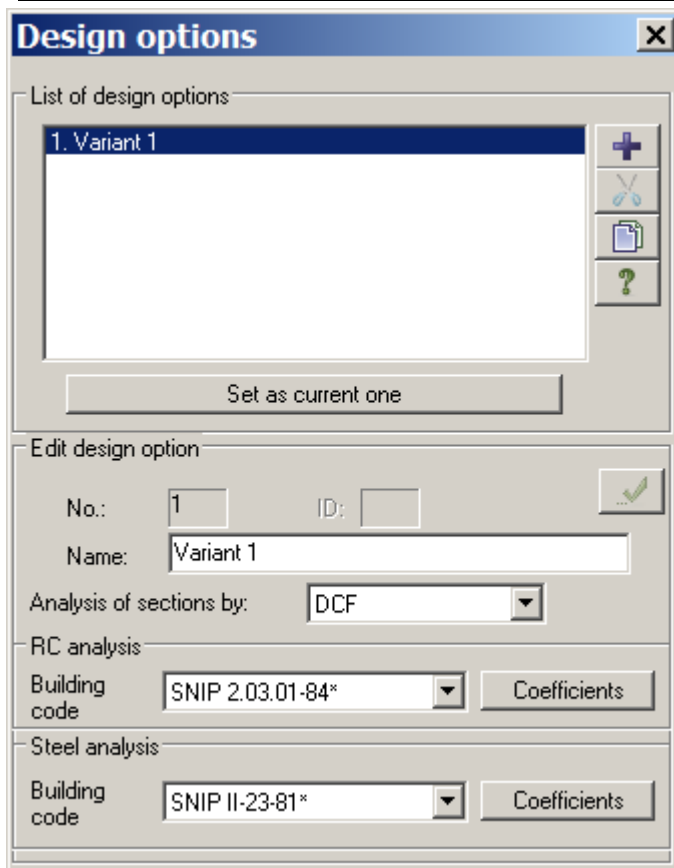 Design options
List of design options
1. Variant 1
Set as current one
Edit design option
No.: 1 ID:
Name: Variant 1
Analysis of sections by: DCF
RC analysis
Building code SNIP 2.03.01-84* Coefficients
Steel analysis
Building code SNIP II-23-81* Coefficients